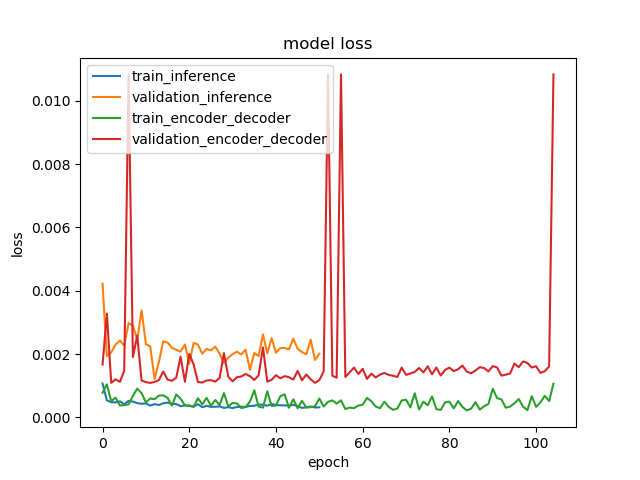 model loss
train_inference
validation_inference
train_encoder_decoder
validation_encoder_decoder
loss
0.010
0.008
0.006
0.004
0.002
0.000
0 20 40 60 80 100
epoch